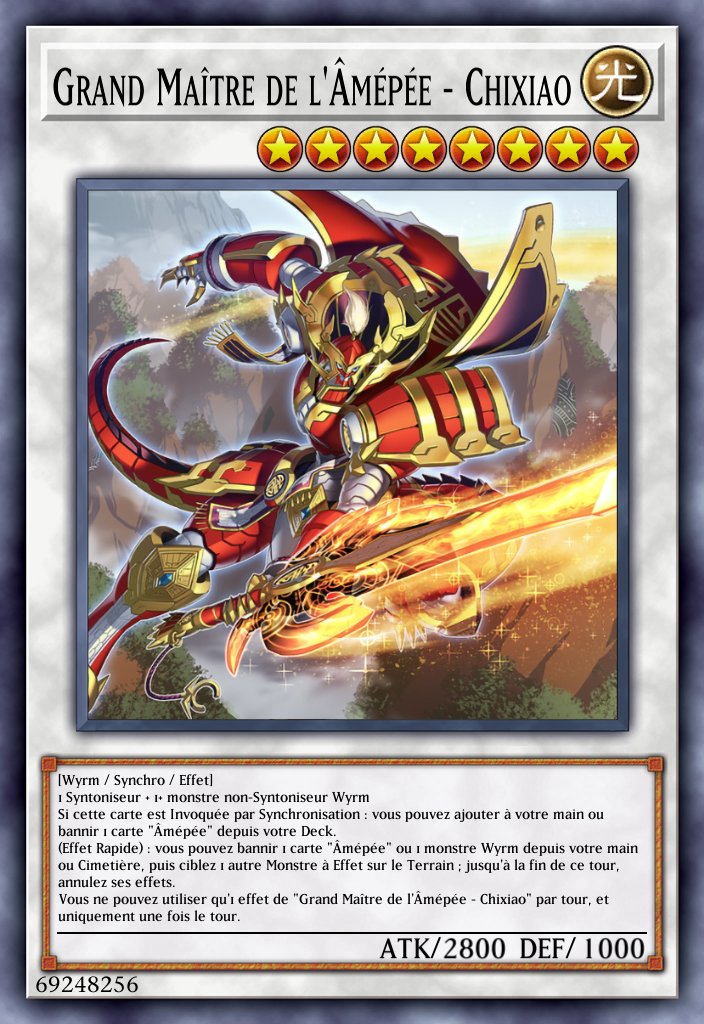 Grand Maître de l'Âmépée - Chixiao
光
[Wyrm / Synchro / Effet]
1 Syntoniseur + 1+ monstre non-Syntoniseur Wyrm
Si cette carte est Invoquée par Synchronisation : vous pouvez ajouter à votre main ou
bannir 1 carte "Âmépée" depuis votre Deck.
(Effet Rapide) : vous pouvez bannir 1 carte "Âmépée" ou 1 monstre Wyrm depuis votre main
ou Cimetière, puis ciblez 1 autre Monstre à Effet sur le Terrain ; jusqu'à la fin de ce tour,
annulez ses effets.
Vous ne pouvez utiliser qu'1 effet de "Grand Maître de l'Âmépée - Chixiao" par tour, et
uniquement une fois le tour.
ATK/2800 DEF/ 1000
69248256